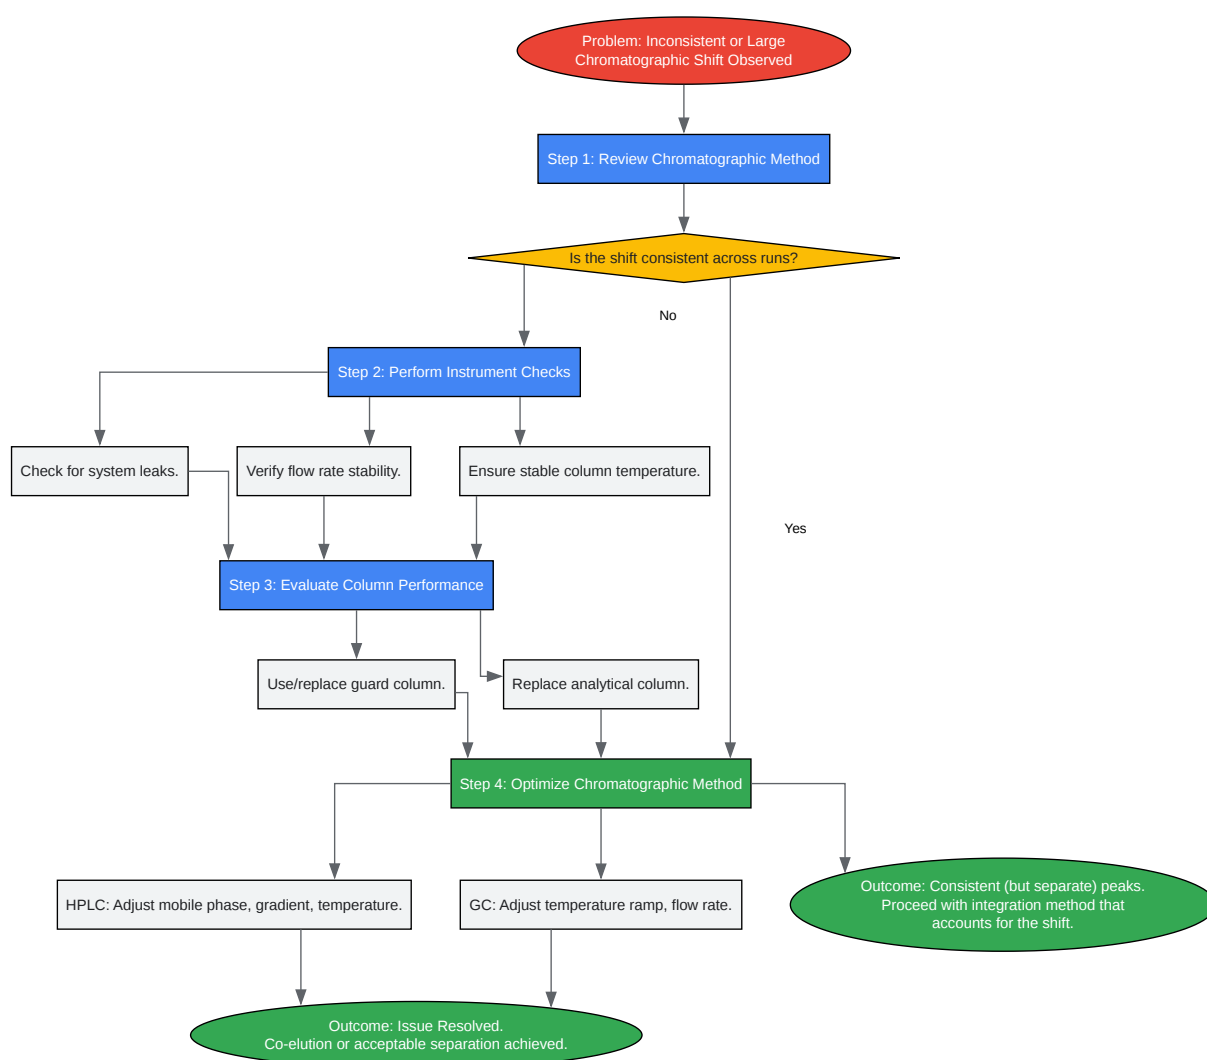 Problem: Inconsistent or Large
Chromatographic Shift Observed
Step 1: Review Chromatographic Method
Is the shift consistent across runs?
No
Step 2: Perform Instrument Checks
Check for system leaks.
Verify flow rate stability.
Ensure stable column temperature.
Yes
Step 3: Evaluate Column Performance
Use/replace guard column.
Replace analytical column.
Step 4: Optimize Chromatographic Method
HPLC: Adjust mobile phase, gradient, temperature.
GC: Adjust temperature ramp, flow rate.
Outcome: Consistent (but separate) peaks.
Proceed with integration method that
accounts for the shift.
Outcome: Issue Resolved.
Co-elution or acceptable separation achieved.